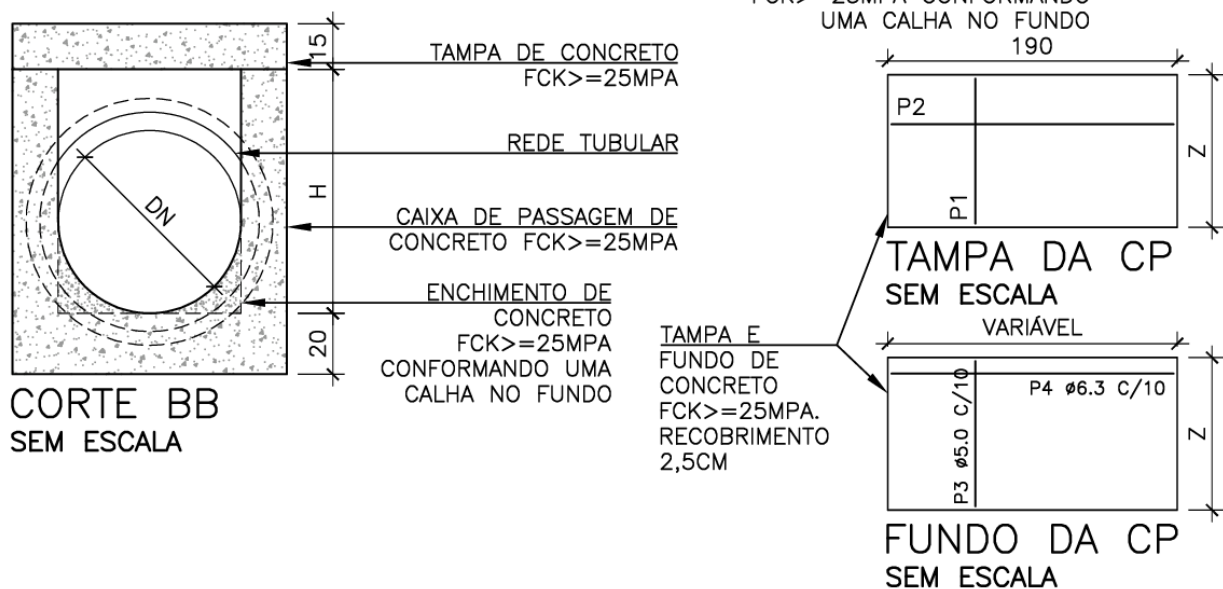 15
TAMPA DE CONCRETO
FCK>=25MPA
REDE TUBULAR
H
DN
CAIXA DE PASSAGEM DE
CONCRETO FCK>=25MPA
ENCHIMENTO DE
CONCRETO
FCK>=25MPA
CONFORMANDO UMA
CALHA NO FUNDO
20
CORTE BB
SEM ESCALA
FCK>=25MPA CONFORMANDO
UMA CALHA NO FUNDO
190
P2
P1
Z
TAMPA DA CP
SEM ESCALA
TAMPA E
FUNDO DE
CONCRETO
FCK>=25MPA.
RECOBRIMENTO
2,5CM
VARIÁVEL
P4 ø6.3 C/10
P3 ø5.0 C/10
Z
FUNDO DA CP
SEM ESCALA